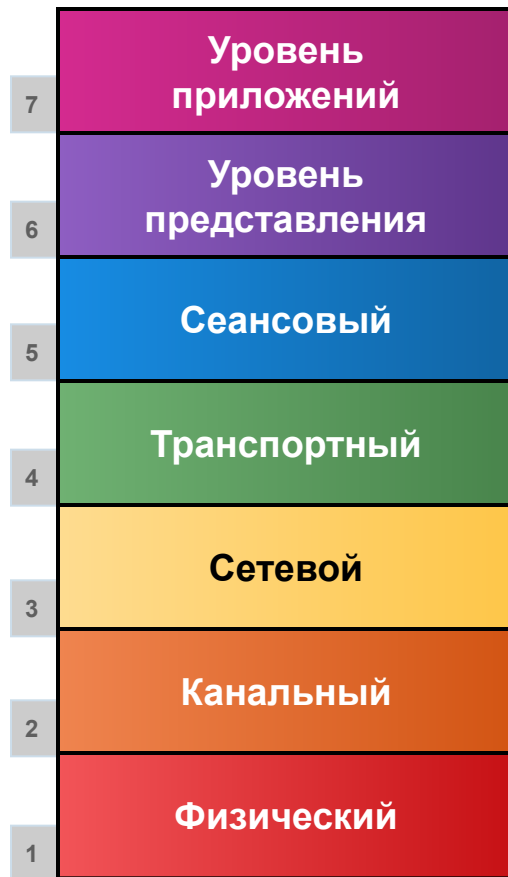 Уровень
приложений
7
Уровень
представления
6
Сеансовый
5
Транспортный
4
Сетевой
3
Канальный
2
Физический
1